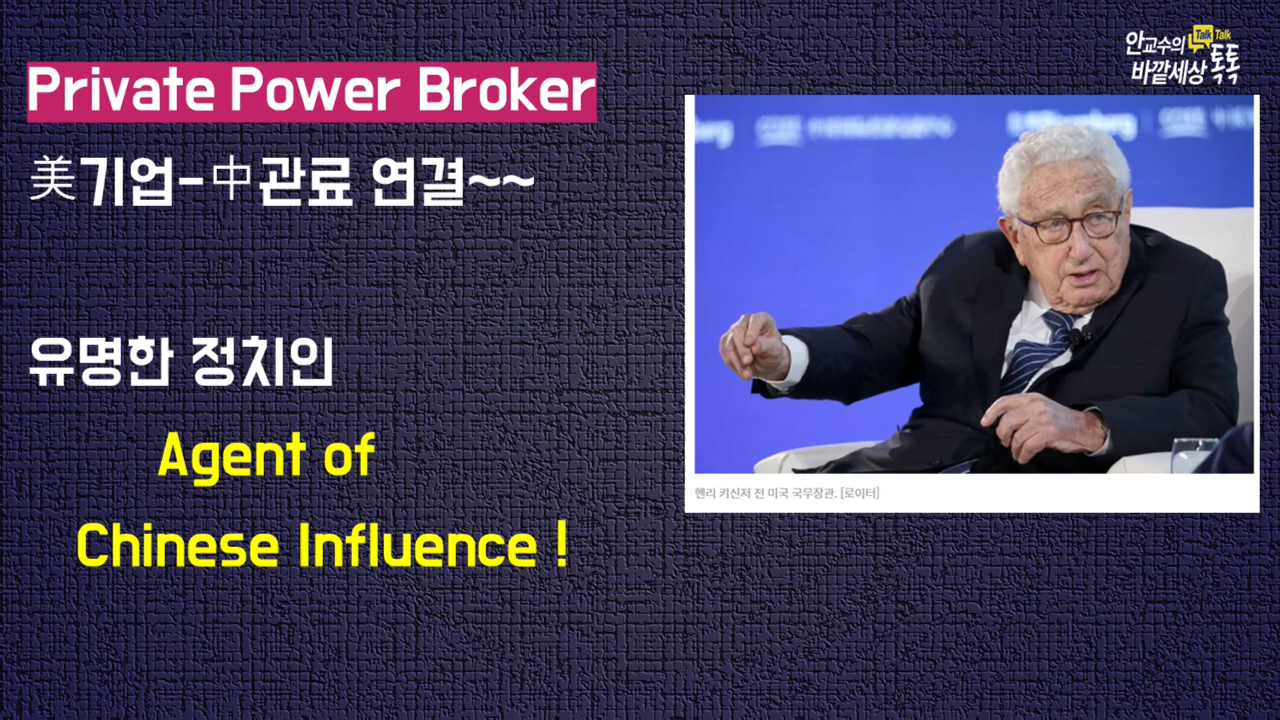 안교수의 Talk Talk
바깥세상 톡톡
Private Power Broker
美기업-中관료 연결~~
유명한 정치인
Agent of
Chinese Influence !
헨리 키신저 전 미국 국무장관. [로이터]